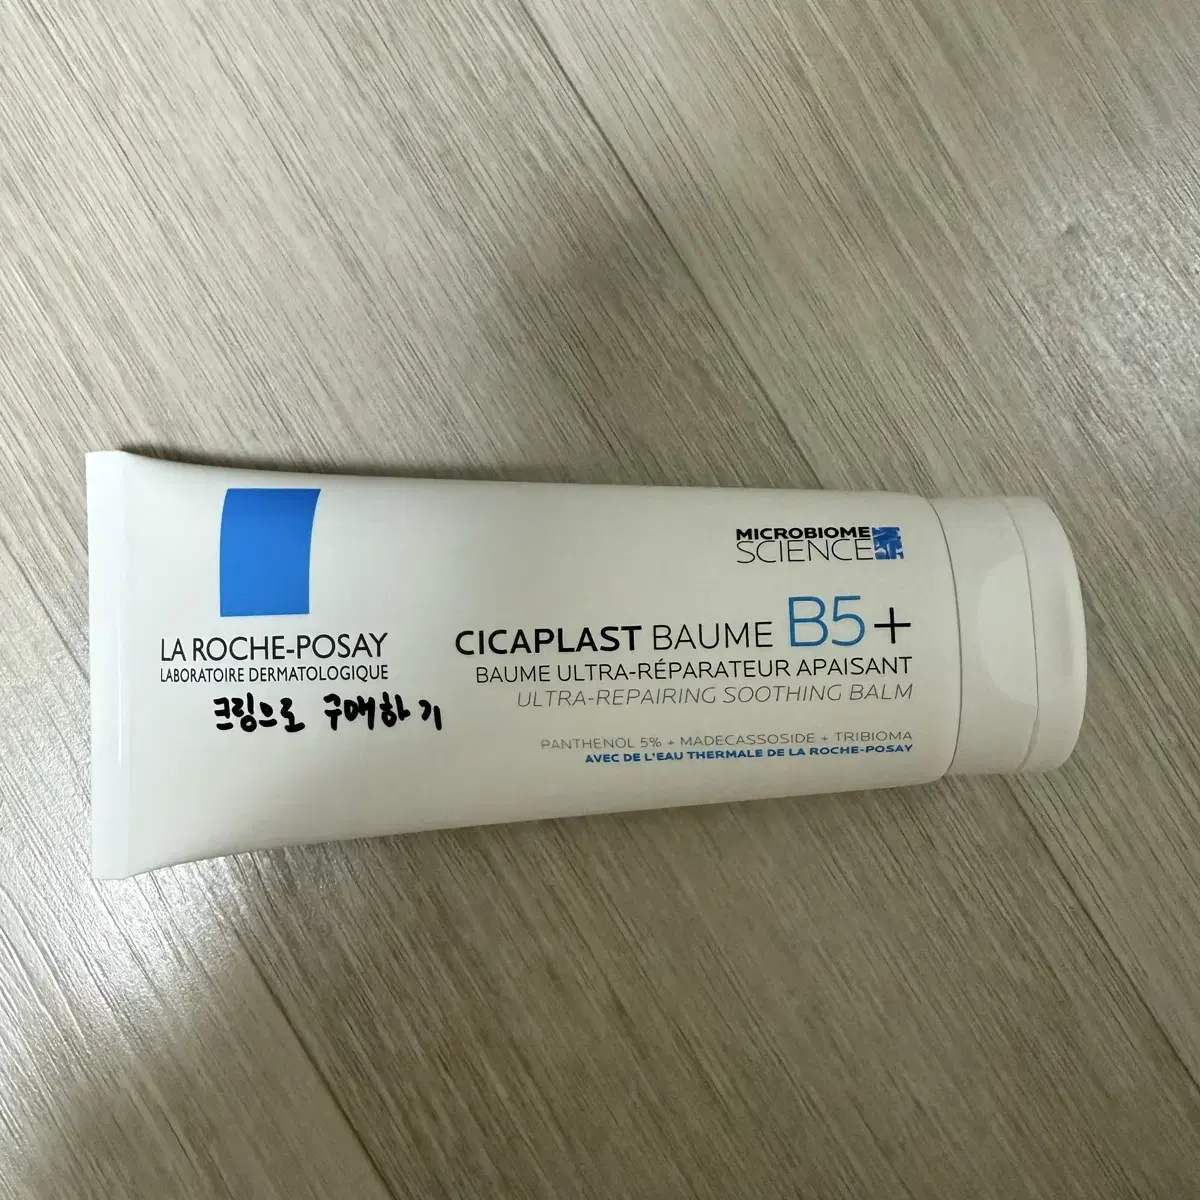 LA ROCHE-POSAY
LABORATOIRE DERMATOLOGIQUE
크림으로 구매하기
MICROBIOME
SCIENCE
CICAPLAST BAUME B5+
BAUME ULTRA-RÉPARATEUR APAISANT
ULTRA-REPAIRING SOOTHING BALM
PANTHENOL 5% + MADECASSOSIDE + TRIBIOMA
AVEC DE L'EAU THERMALE DE LA ROCHE-POSAY